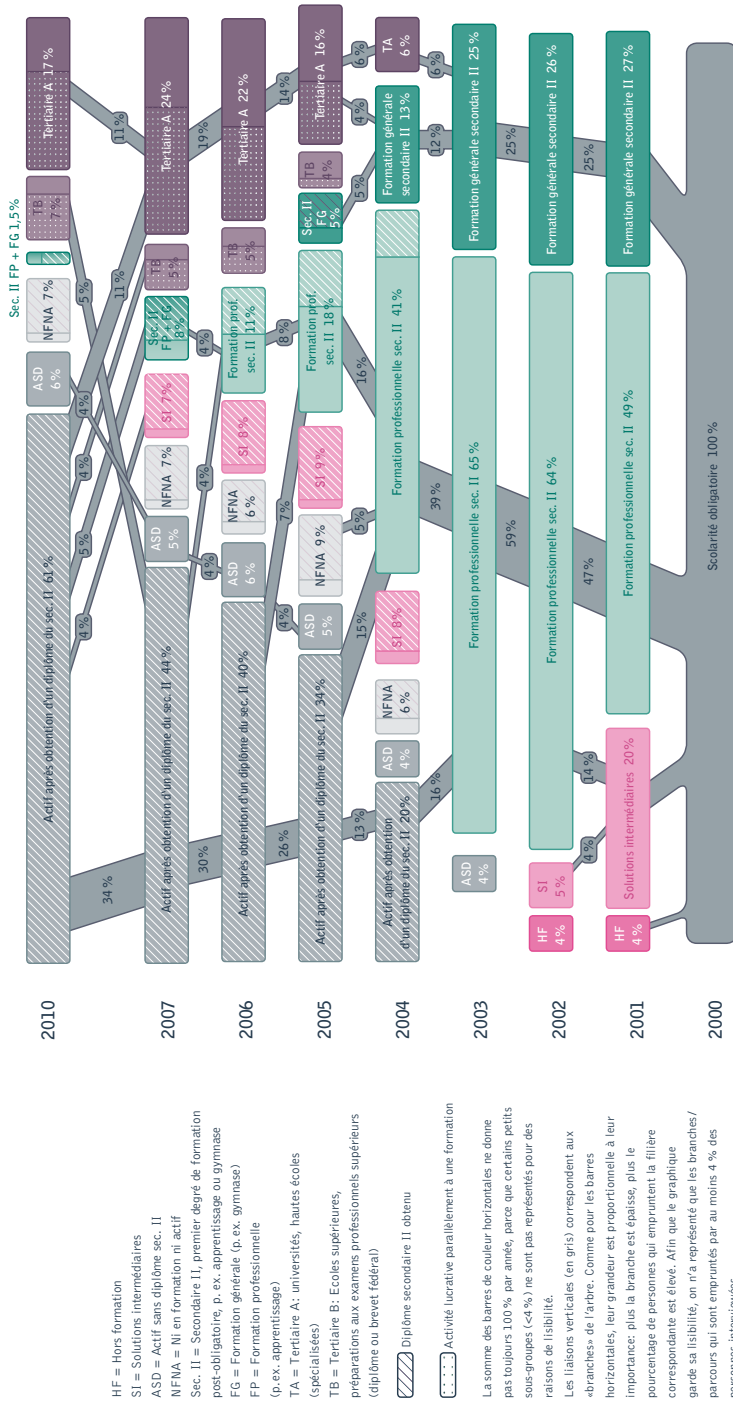 2010
Actif après obtention d'un diplôme du sec. II 61 %
ASD
6 %
NFNA 7 %
Sec. II FP + FG 1,5 %
TB
7 %
Tertiaire A 17 %
34 %
4 %
5 %
4 %
4 %
11 %
5 %
11 %
2007
Actif après obtention d'un diplôme du sec. II 44 %
ASD
5 %
NFNA 7 %
SI 7 %
Sec. II
FP + FG
8 %
TB
5 %
Tertiaire A 24 %
30 %
4 %
4 %
4 %
19 %
2006
Actif après obtention d'un diplôme du sec. II 40 %
ASD
6 %
NFNA
6 %
SI 8 %
Formation prof.
sec. II 11 %
TB
5 %
Tertiaire A 22 %
26 %
4 %
7 %
8 %
14 %
2005
Actif après obtention d'un diplôme du sec. II 34 %
ASD
5 %
NFNA 9 %
SI 9 %
Formation prof.
sec. II 18 %
Sec. II
FG
5 %
TB
4 %
Tertiaire A 16 %
13 %
15 %
5 %
16 %
5 %
4 %
6 %
2004
Actif après obtention
d'un diplôme du sec. II 20 %
ASD
4 %
NFNA
6 %
SI 8 %
Formation professionnelle sec. II 41 %
Formation générale
secondaire II 13 %
TA
6 %
16 %
39 %
12 %
6 %
2003
ASD
4 %
Formation professionnelle sec. II 65 %
Formation générale secondaire II 25 %
59 %
25 %
2002
HF
4 %
SI
5 %
Formation professionnelle sec. II 64 %
Formation générale secondaire II 26 %
4 %
14 %
47 %
25 %
2001
HF
4 %
Solutions intermédiaires 20 %
Formation professionnelle sec. II 49 %
Formation générale secondaire II 27 %
2000
Scolarité obligatoire 100 %
HF = Hors formation
SI = Solutions intermédiaires
ASD = Actif sans diplôme sec. II
NFNA = Ni en formation ni actif
Sec. II = Secondaire II, premier degré de formation
post-obligatoire, p. ex. apprentissage ou gymnase
FG = Formation générale (p. ex. gymnase)
FP = Formation professionnelle
(p.ex. apprentissage)
TA = Tertiaire A: universités, hautes écoles
(spécialisées)
TB = Tertiaire B: Ecoles supérieures,
préparations aux examens professionnels supérieurs
(diplôme ou brevet fédéral)
Diplôme secondaire II obtenu
Activité lucrative parallèlement à une formation
La somme des barres de couleur horizontales ne donne
pas toujours 100 % par année, parce que certains petits
sous-groupes (<4 %) ne sont pas représentés pour des
raisons de lisibilité.
Les liaisons verticales (en gris) correspondent aux
«branches» de l'arbre. Comme pour les barres
horizontales, leur grandeur est proportionnelle à leur
importance: plus la branche est épaisse, plus le
pourcentage de personnes qui empruntent la filière
correspondante est élevé. Afin que le graphique
garde sa lisibilité, on n'a représenté que les branches/
parcours qui sont empruntés par au moins 4 % des
personnes interviewées.